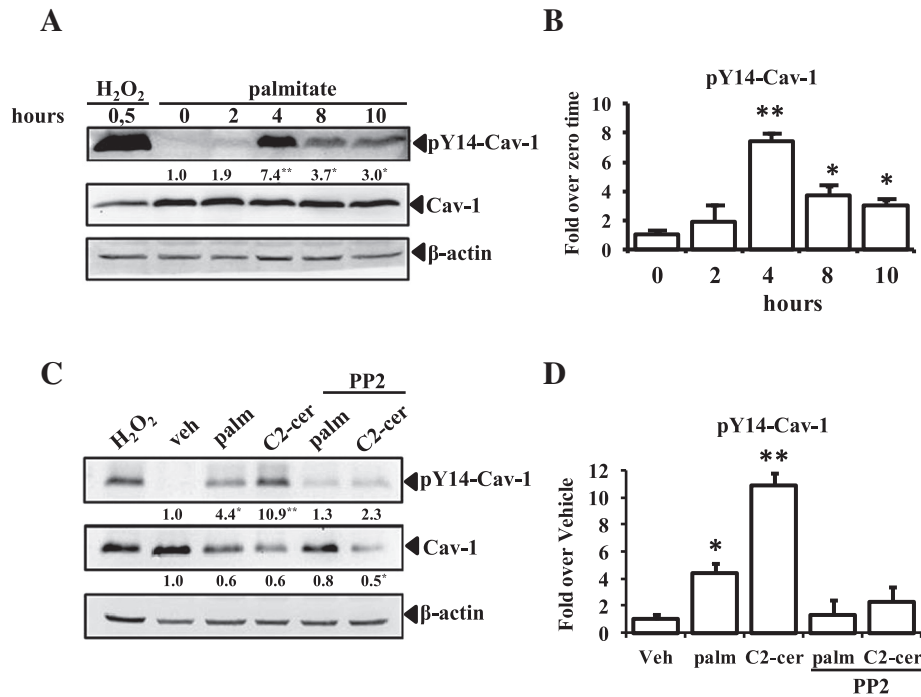 A
H₂O₂ palmitate
hours 0,5 0 2 4 8 10
pY14-Cav-1
1.0 1.9 7.4** 3.7* 3.0*
Cav-1
β-actin
B
pY14-Cav-1
Fold over zero time
10
8
6
4
2
0
**
*
*
0 2 4 8 10
hours
C
PP2
H₂O₂ veh palm C2-cer palm C2-cer
pY14-Cav-1
1.0 4.4* 10.9** 1.3 2.3
Cav-1
1.0 0.6 0.6 0.8 0.5*
β-actin
D
pY14-Cav-1
Fold over Vehicle
12
10
8
6
4
2
0
*
**
Veh palm C2-cer palm C2-cer
PP2